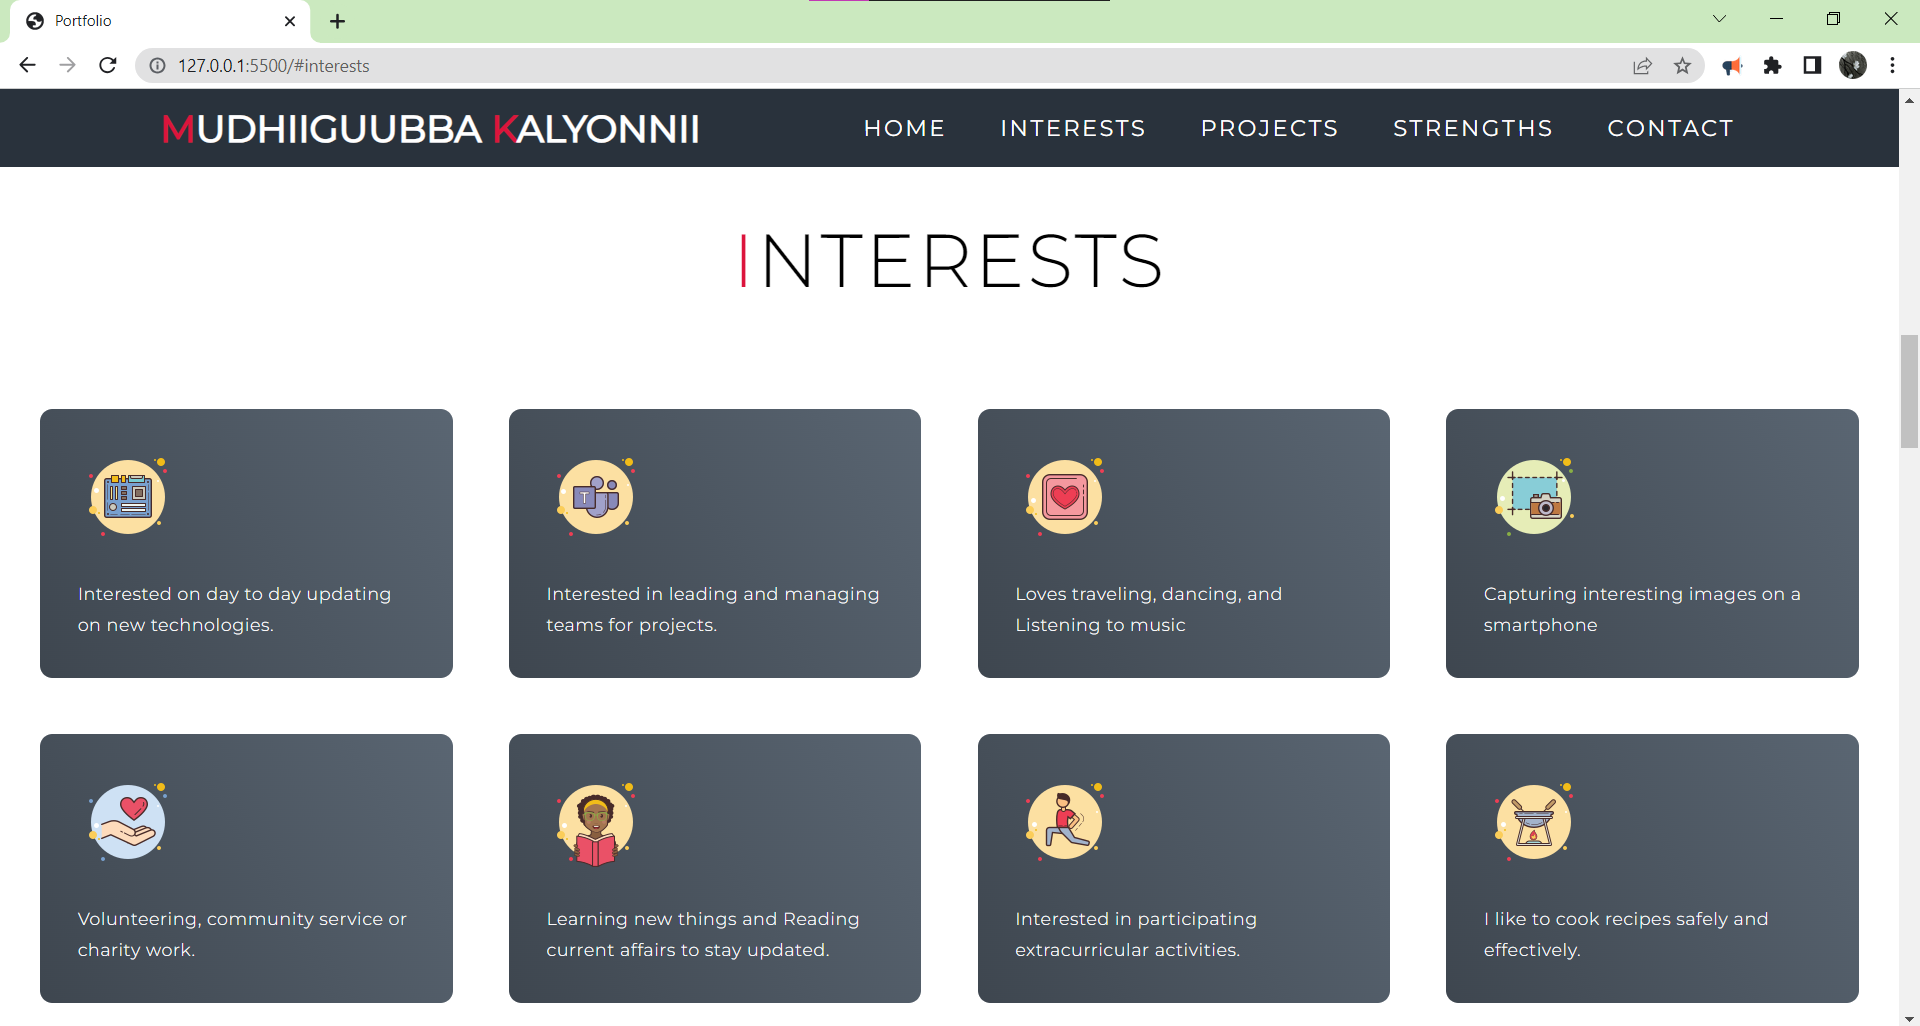 Portfolio
127.0.0.1:5500/#interests
MUDHIIGUUBBA KALYONNII HOME INTERESTS PROJECTS STRENGTHS CONTACT
INTERESTS
T
Interested on day to day updating
on new technologies.
Interested in leading and managing
teams for projects.
Loves traveling, dancing, and
Listening to music
Capturing interesting images on a
smartphone
Volunteering, community service or
charity work.
Learning new things and Reading
current affairs to stay updated.
Interested in participating
extracurricular activities.
I like to cook recipes safely and
effectively.